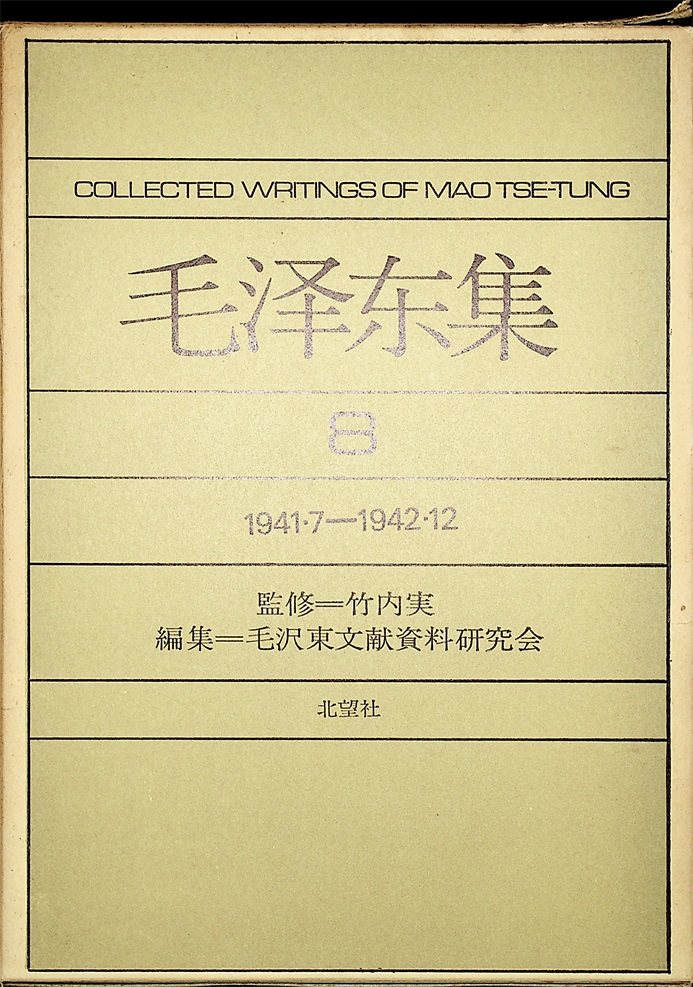 COLLECTED WRITINGS OF MAO TSE-TUNG
毛泽东集
8
1941·7—1942·12
監修=竹内実
編集=毛沢東文献資料研究会
北望社